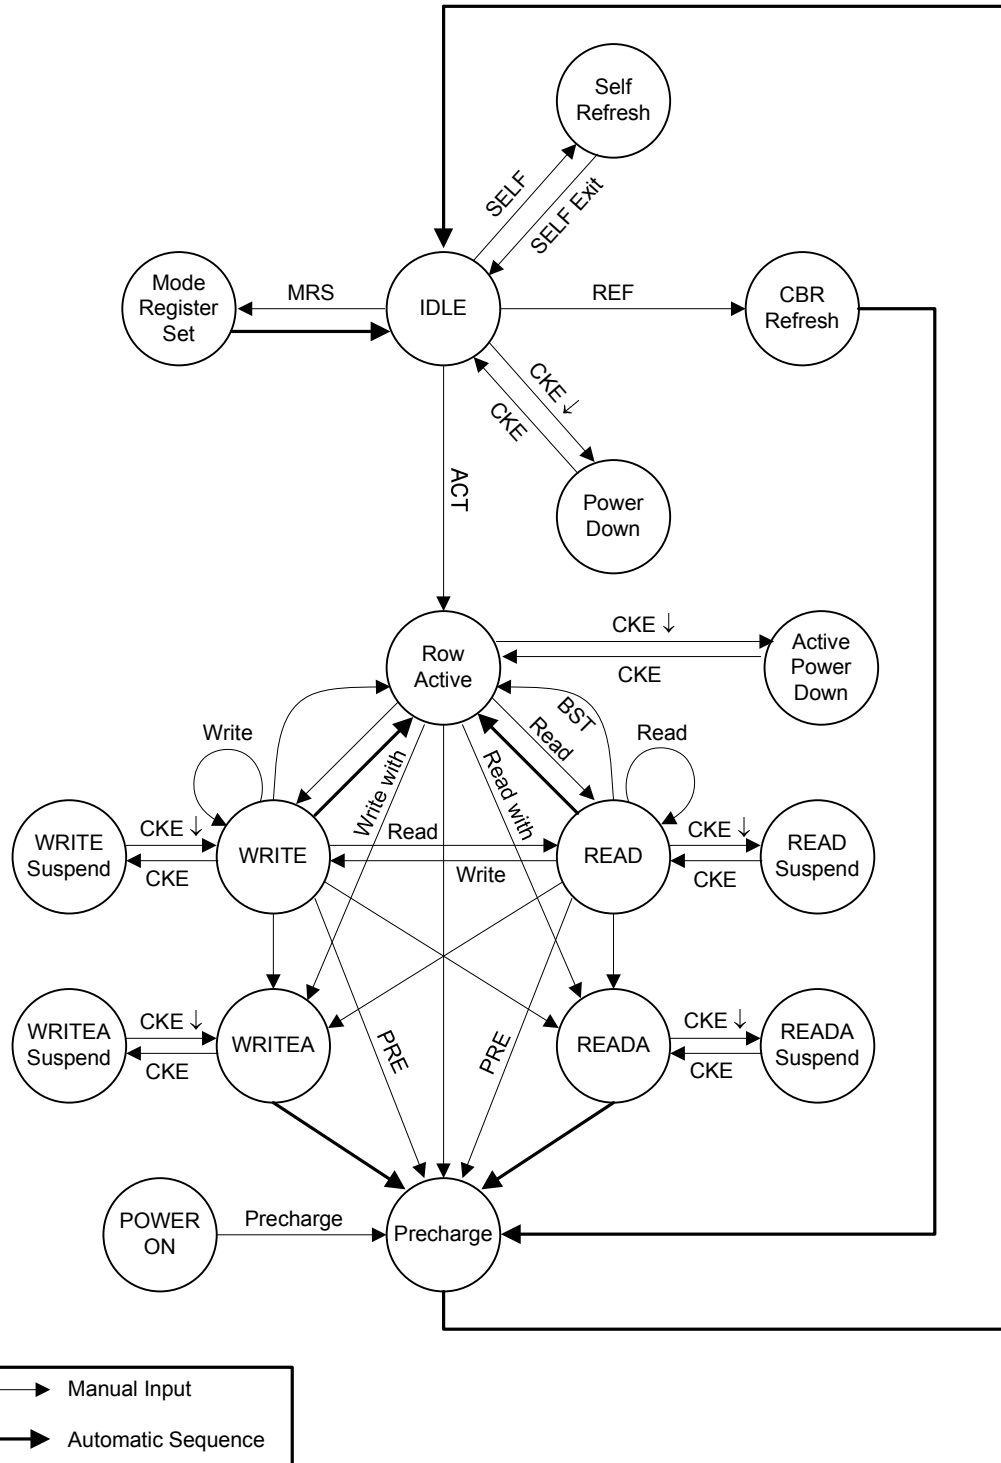 Self
Refresh
SELF
SELF Exit
Mode
Register
Set
MRS
IDLE
REF
CBR
Refresh
CKE ↓
CKE
ACT
Power
Down
Row
Active
CKE ↓
CKE
Active
Power
Down
BST
Read
Write
Read
Write with
Read with
WRITE
Suspend
CKE ↓
CKE
WRITE
Read
Write
READ
CKE ↓
CKE
READ
Suspend
WRITEA
Suspend
CKE ↓
CKE
WRITEA
PRE
PRE
READA
CKE ↓
CKE
READA
Suspend
POWER
ON
Precharge
Precharge
Manual Input
Automatic Sequence